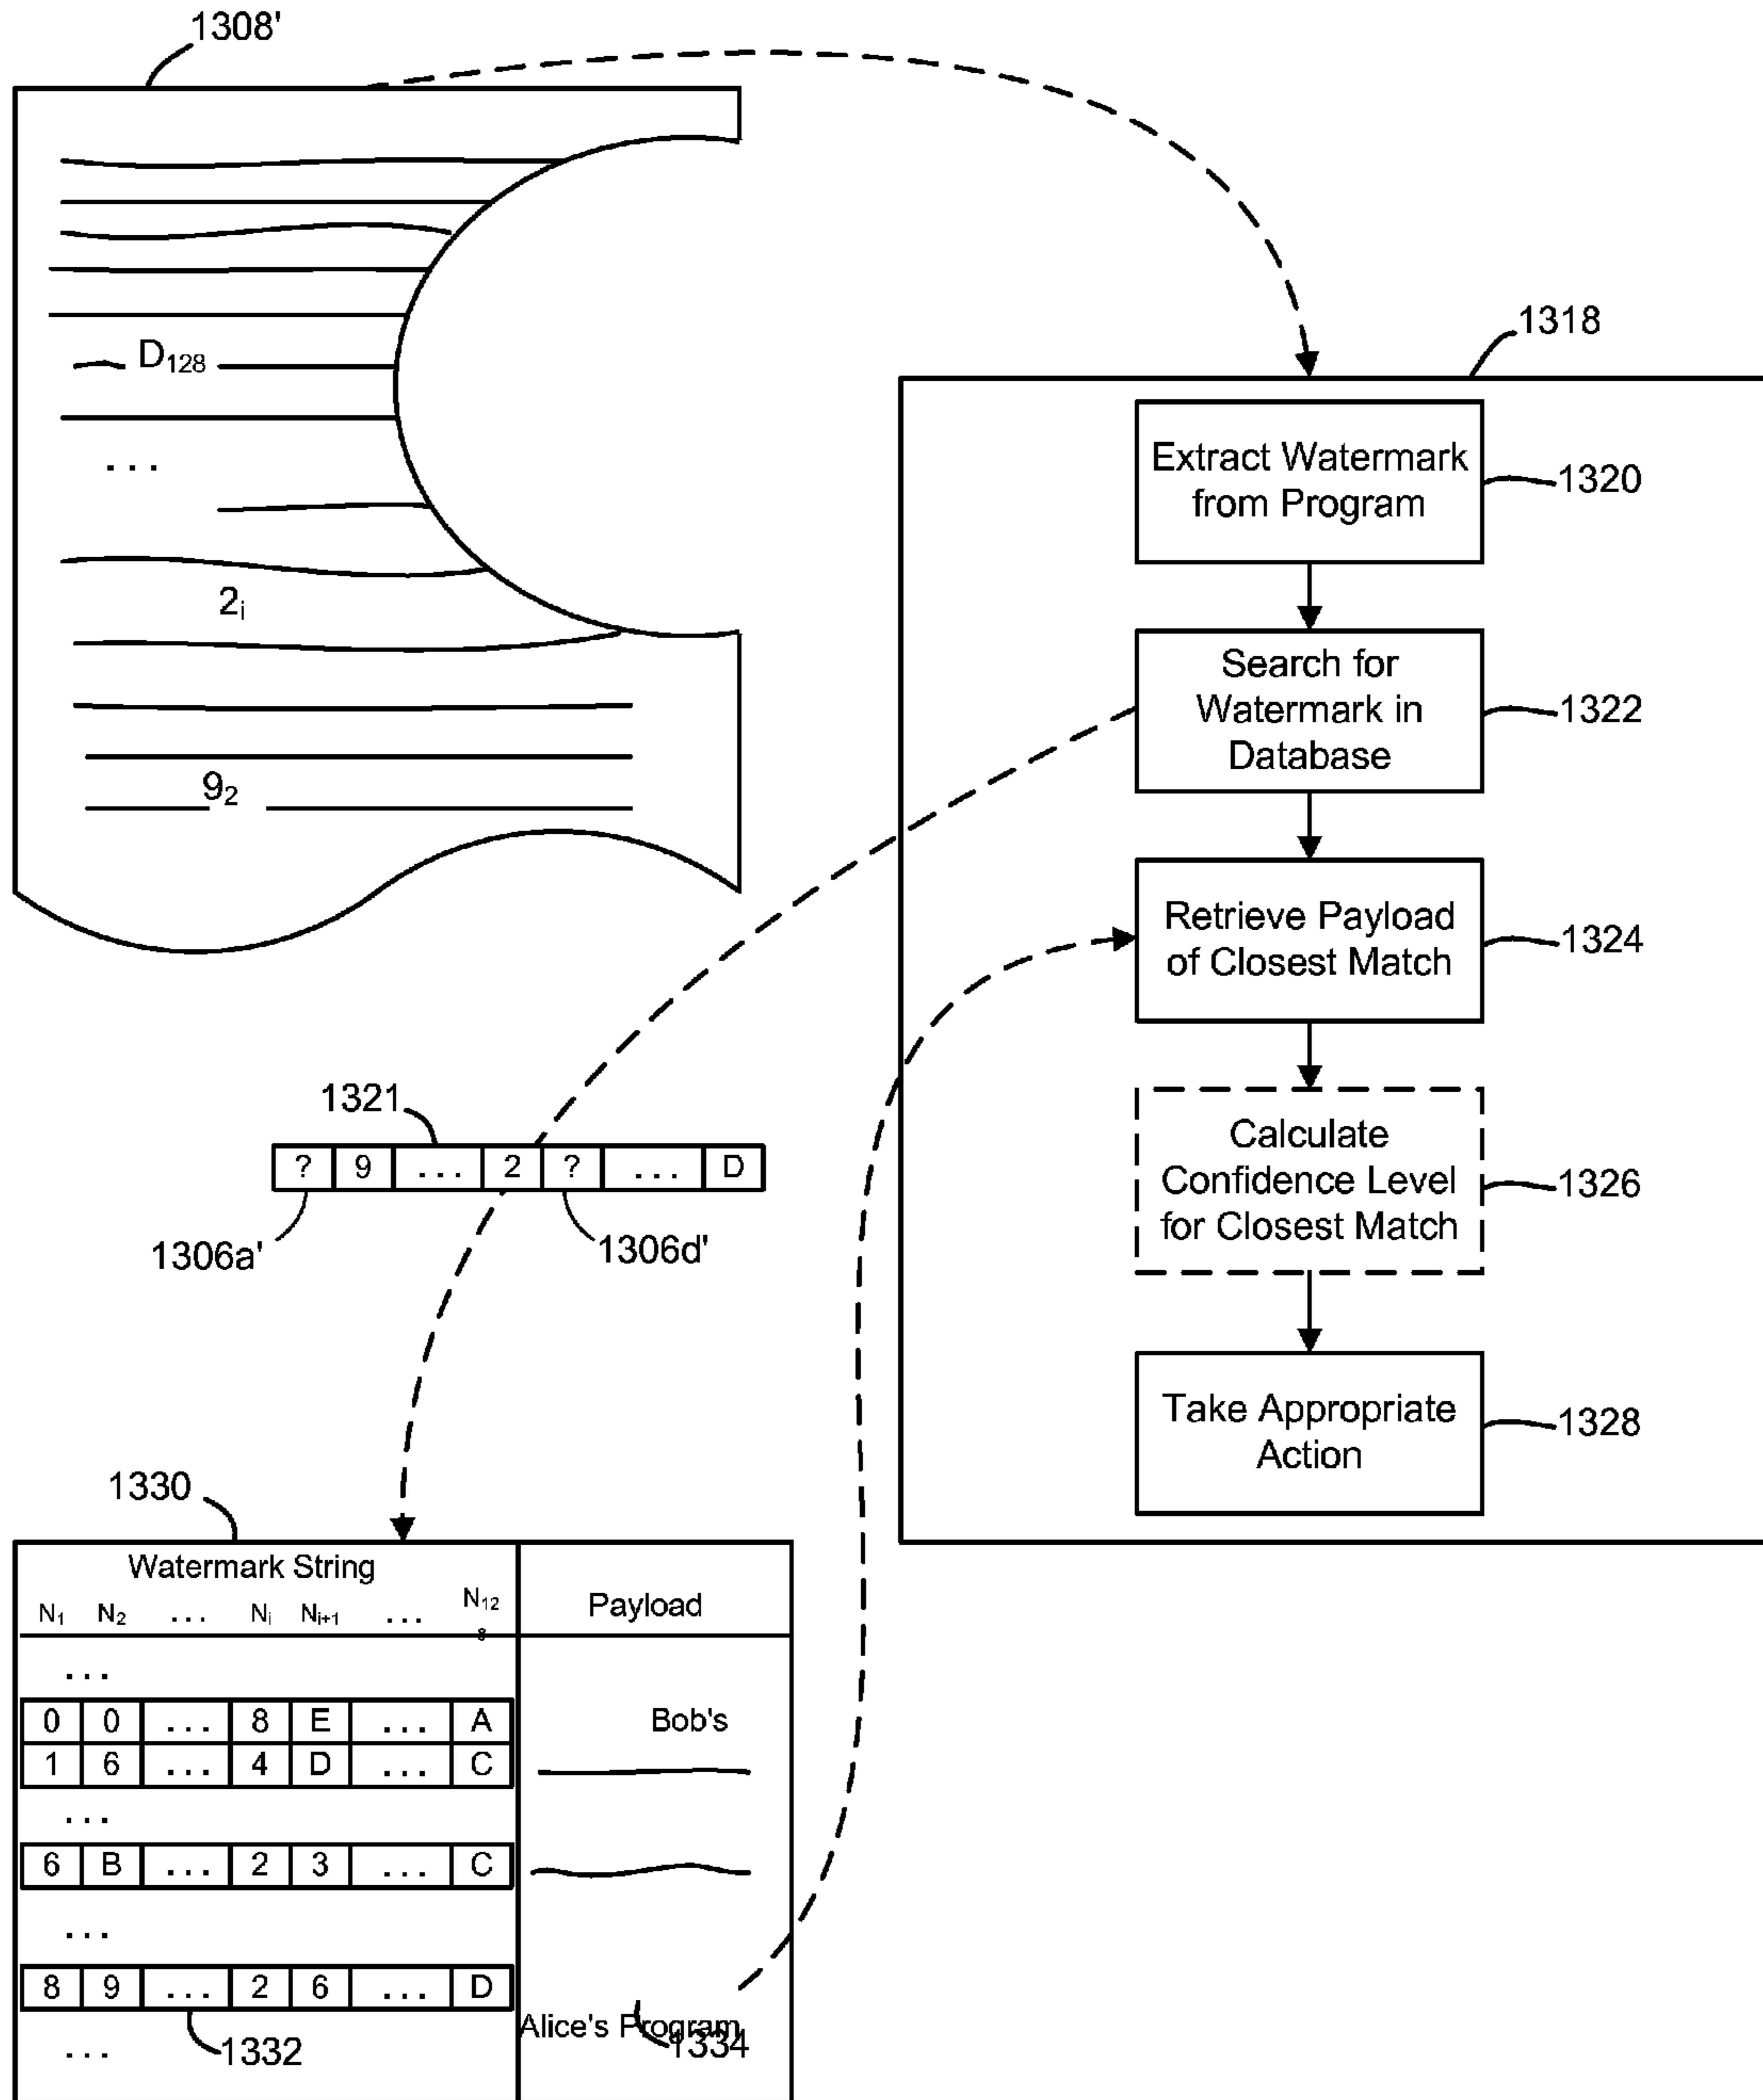 1308'
D128
...
2i
92
1318
Extract Watermark
from Program
1320
Search for
Watermark in
Database
1322
Retrieve Payload
of Closest Match
1324
Calculate
Confidence Level
for Closest Match
1326
Take Appropriate
Action
1328
1321
? 9 ... 2 ? ... D
1306a'
1306d'
1330
Watermark String
Payload
N1 N2 ... Ni Ni+1 ... N128
...
0 0 ... 8 E ... A
Bob's
1 6 ... 4 D ... C
...
6 B ... 2 3 ... C
...
8 9 ... 2 6 ... D
Alice's Program
1332
1334
...